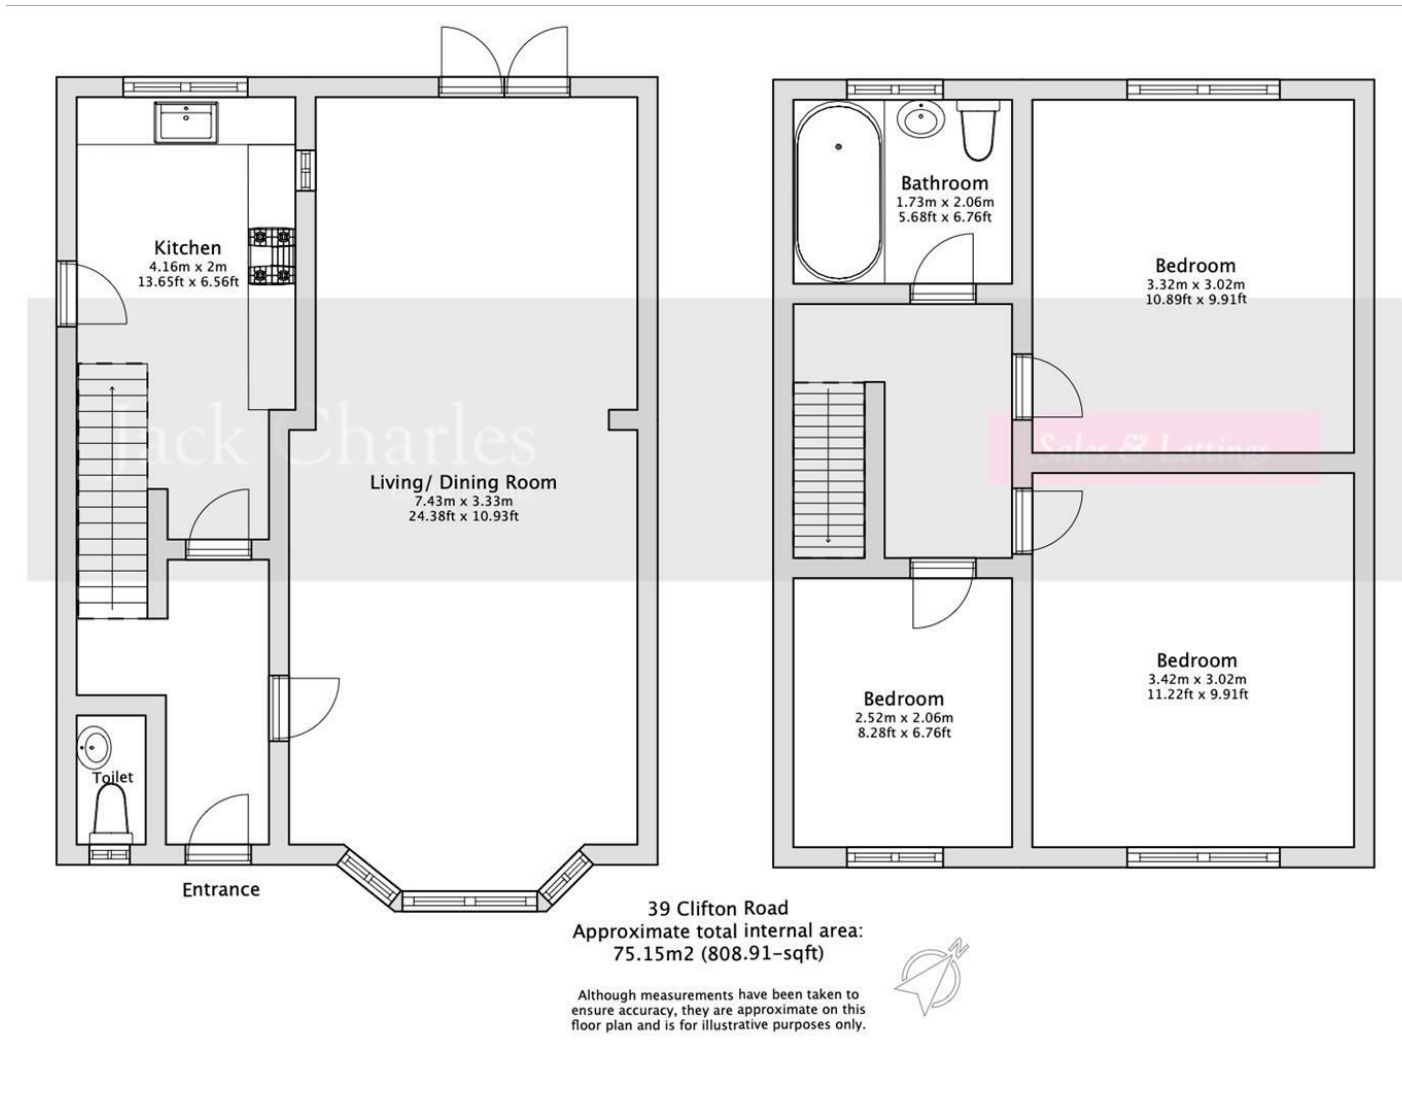 Kitchen
4.16m x 2m
13.65ft x 6.56ft
Jack Charles
Living/ Dining Room
7.43m x 3.33m
24.38ft x 10.93ft
Toilet
Entrance
Bathroom
1.73m x 2.06m
5.68ft x 6.76ft
Bedroom
3.32m x 3.02m
10.89ft x 9.91ft
Sales & Lettings
Bedroom
3.42m x 3.02m
11.22ft x 9.91ft
Bedroom
2.52m x 2.06m
8.28ft x 6.76ft
39 Clifton Road
Approximate total internal area:
75.15m2 (808.91-sqft)
Although measurements have been taken to
ensure accuracy, they are approximate on this
floor plan and is for illustrative purposes only.
N